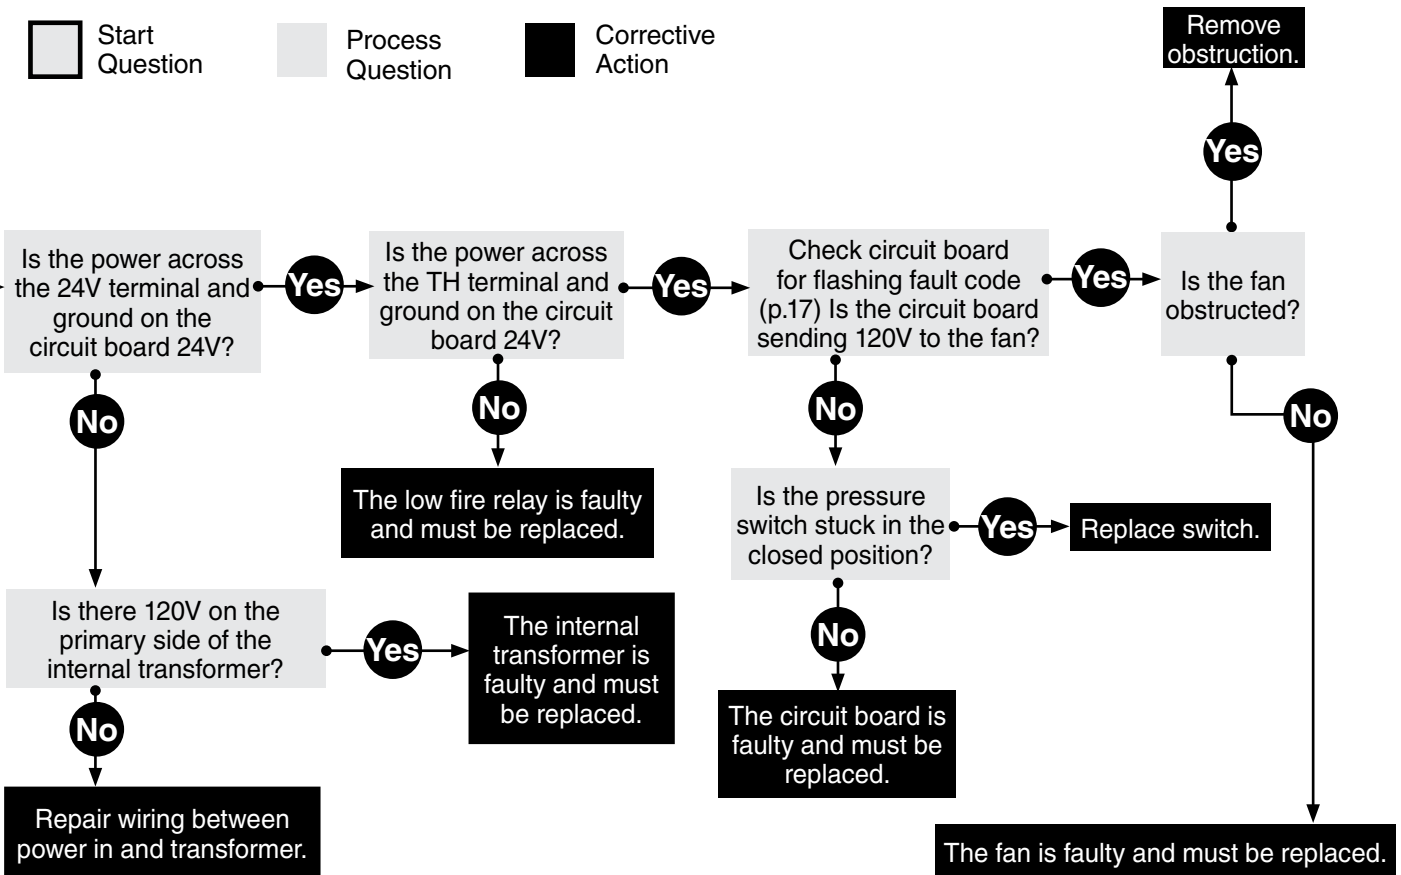 Start
Question
Process
Question
Corrective
Action
Remove
obstruction.
Yes
Is the power across
the 24V terminal and
ground on the
circuit board 24V?
Yes
Is the power across
the TH terminal and
ground on the circuit
board 24V?
Yes
Check circuit board
for flashing fault code
(p.17) Is the circuit board
sending 120V to the fan?
Yes
Is the fan
obstructed?
No
No
No
No
The low fire relay is faulty
and must be replaced.
Is the pressure
switch stuck in the
closed position?
Yes
Replace switch.
Is there 120V on the
primary side of the
internal transformer?
Yes
The internal
transformer is
faulty and must
be replaced.
No
No
The circuit board is
faulty and must be
replaced.
Repair wiring between
power in and transformer.
The fan is faulty and must be replaced.